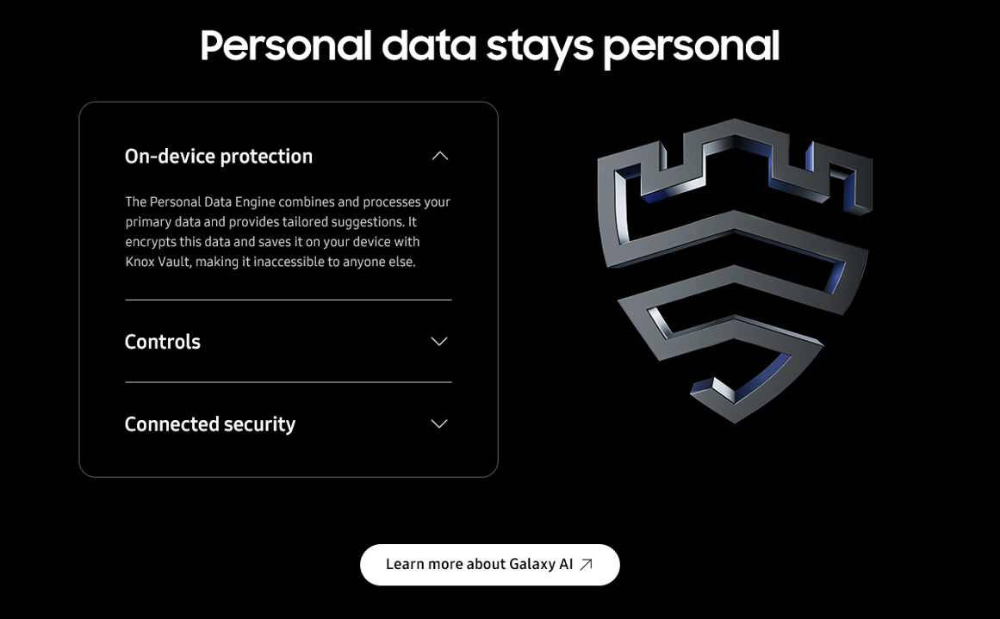 Personal data stays personal
On-device protection
The Personal Data Engine combines and processes your
primary data and provides tailored suggestions. It
encrypts this data and saves it on your device with
Knox Vault, making it inaccessible to anyone else.
Controls
Connected security
Learn more about Galaxy AI